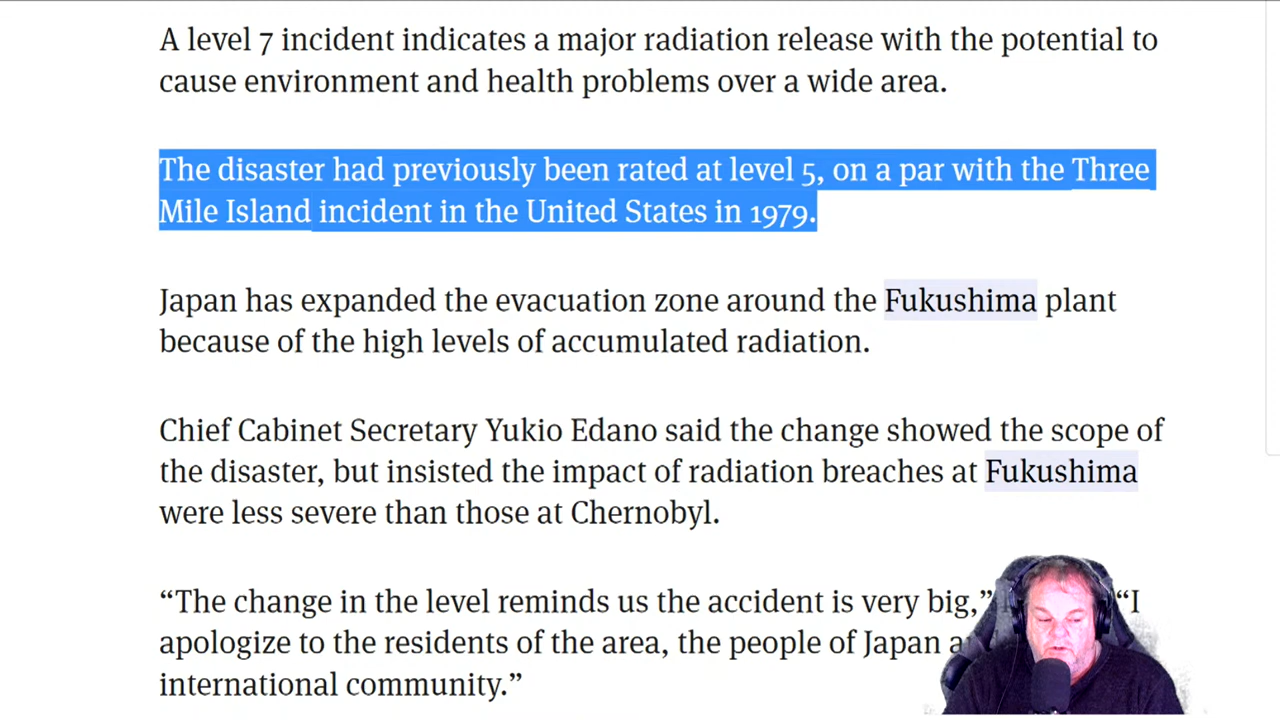 A level 7 incident indicates a major radiation release with the potential to
cause environment and health problems over a wide area.
The disaster had previously been rated at level 5, on a par with the Three
Mile Island incident in the United States in 1979.
Japan has expanded the evacuation zone around the Fukushima plant
because of the high levels of accumulated radiation.
Chief Cabinet Secretary Yukio Edano said the change showed the scope of
the disaster, but insisted the impact of radiation breaches at Fukushima
were less severe than those at Chernobyl.
“The change in the level reminds us the accident is very big,” “I
apologize to the residents of the area, the people of Japan
international community.”